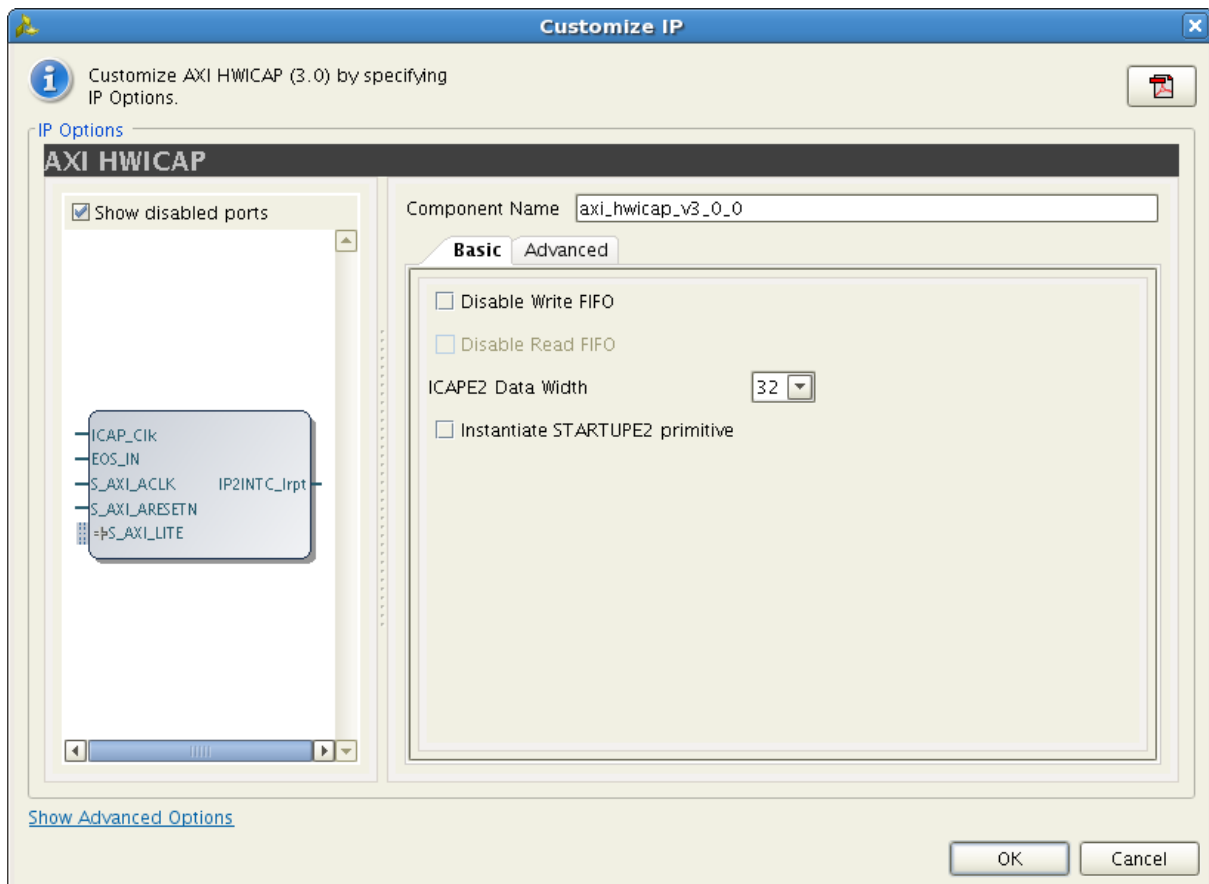 Customize IP
Customize AXI HWICAP (3.0) by specifying
IP Options.
IP Options
AXI HWICAP
Show disabled ports
ICAP_Clk
EOS_IN
S_AXI_ACLK
IP2INTC_Irpt
S_AXI_ARESETN
S_AXI_LITE
Component Name axi_hwicap_v3_0_0
Basic Advanced
Disable Write FIFO
Disable Read FIFO
ICAPE2 Data Width 32
Instantiate STARTUPE2 primitive
Show Advanced Options
OK Cancel